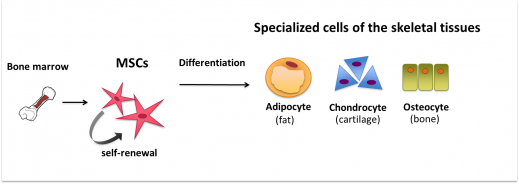 Specialized cells of the skeletal tissues
Bone marrow
MSCs
Differentiation
self-renewal
Adipocyte
(fat)
Chondrocyte
(cartilage)
Osteocyte
(bone)